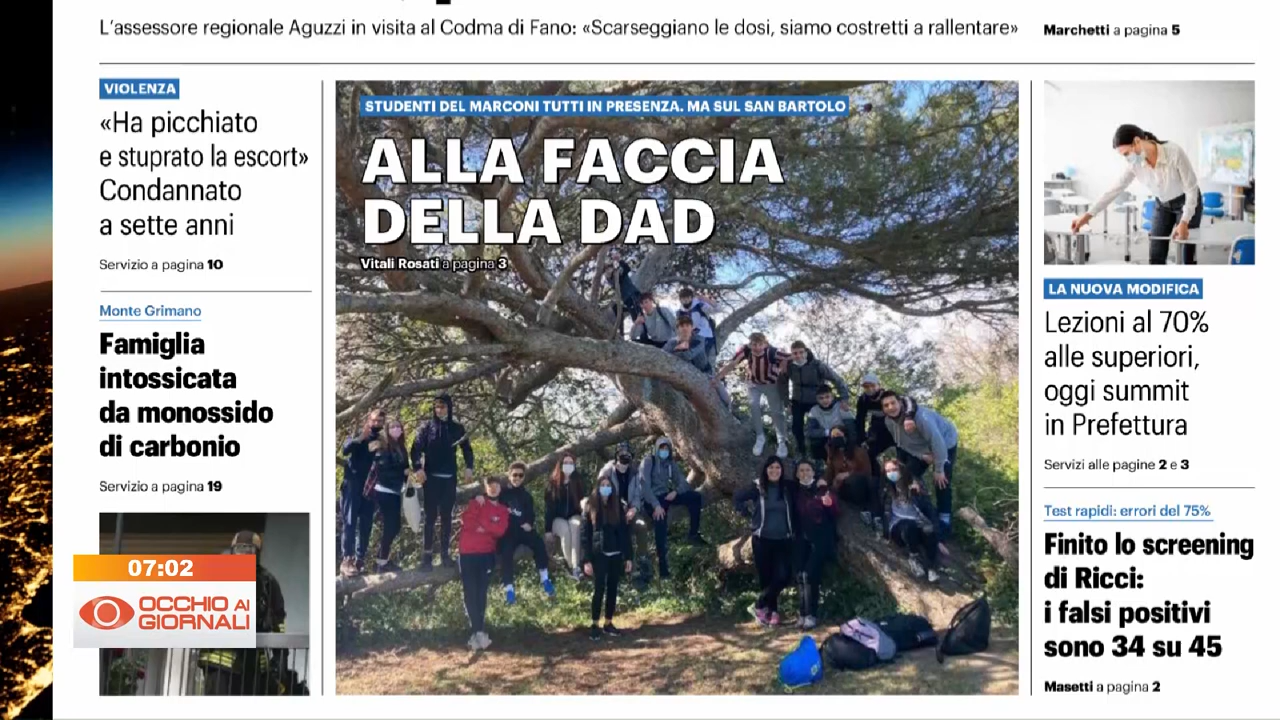 L'assessore regionale Aguzzi in visita al Codma di Fano: «Scarseggiano le dosi, siamo costretti a rallentare»
Marchetti a pagina 5
VIOLENZA
«Ha picchiato
e stuprato la escort»
Condannato
a sette anni
Servizio a pagina 10
Monte Grimano
Famiglia
intossicata
da monossido
di carbonio
Servizio a pagina 19
07:02
OCCHIO AI
GIORNALI
STUDENTI DEL MARCONI TUTTI IN PRESENZA. MA SUL SAN BARTOLO
ALLA FACCIA
DELLA DAD
Vitali Rosati a pagina 3
LA NUOVA MODIFICA
Lezioni al 70%
alle superiori,
oggi summit
in Prefettura
Servizi alle pagine 2 e 3
Test rapidi: errori del 75%
Finito lo screening
di Ricci:
i falsi positivi
sono 34 su 45
Masetti a pagina 2